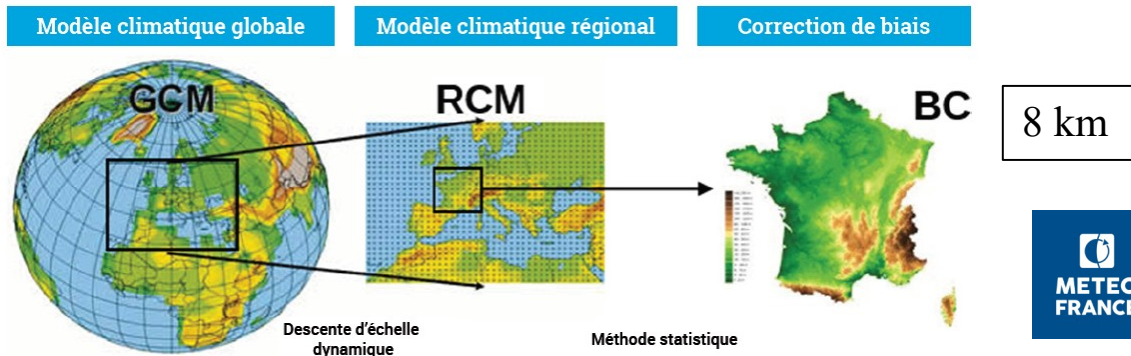 Modèle climatique globale
Modèle climatique régional
Correction de biais
GCM
RCM
BC
8 km
METEO
FRANCE
Descente d'échelle
dynamique
Méthode statistique